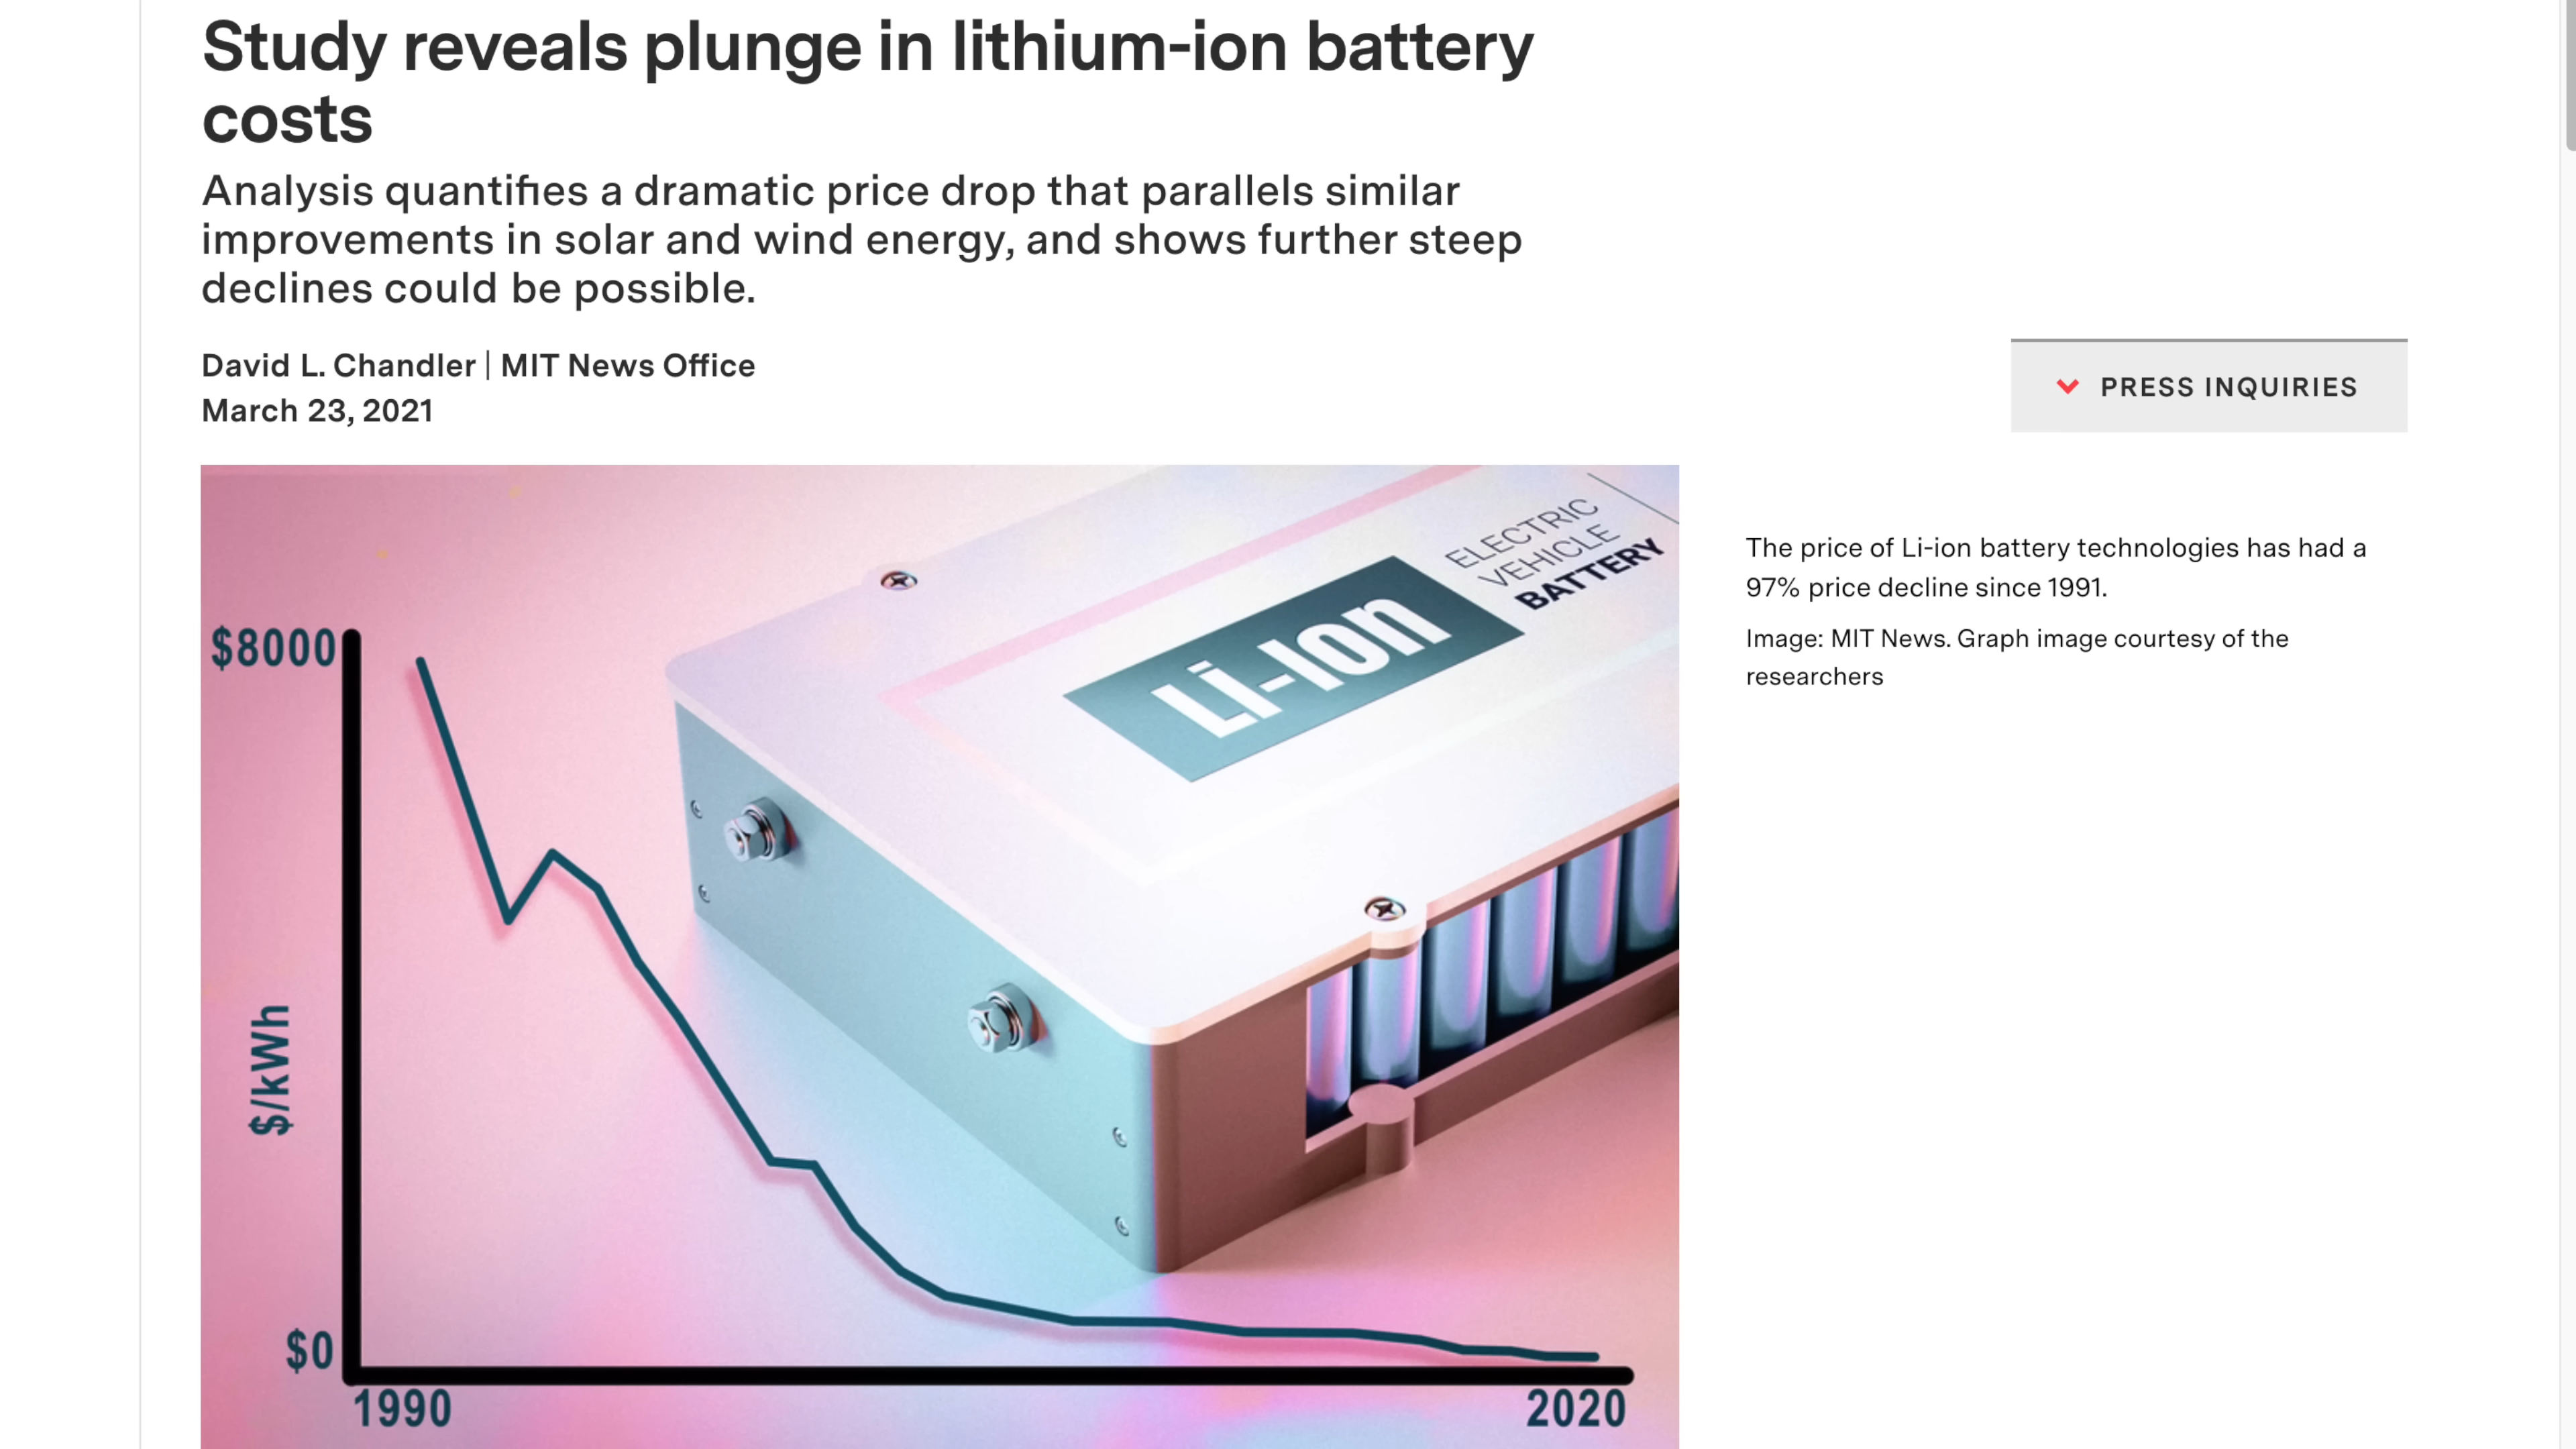 Study reveals plunge in lithium-ion battery
costs
Analysis quantifies a dramatic price drop that parallels similar
improvements in solar and wind energy, and shows further steep
declines could be possible.
David L. Chandler | MIT News Office
March 23, 2021
PRESS INQUIRIES
ELECTRIC
VEHICLE
BATTERY
Li-Ion
$8000
$/kWh
$0
1990
2020
The price of Li-ion battery technologies has had a
97% price decline since 1991.
Image: MIT News. Graph image courtesy of the
researchers